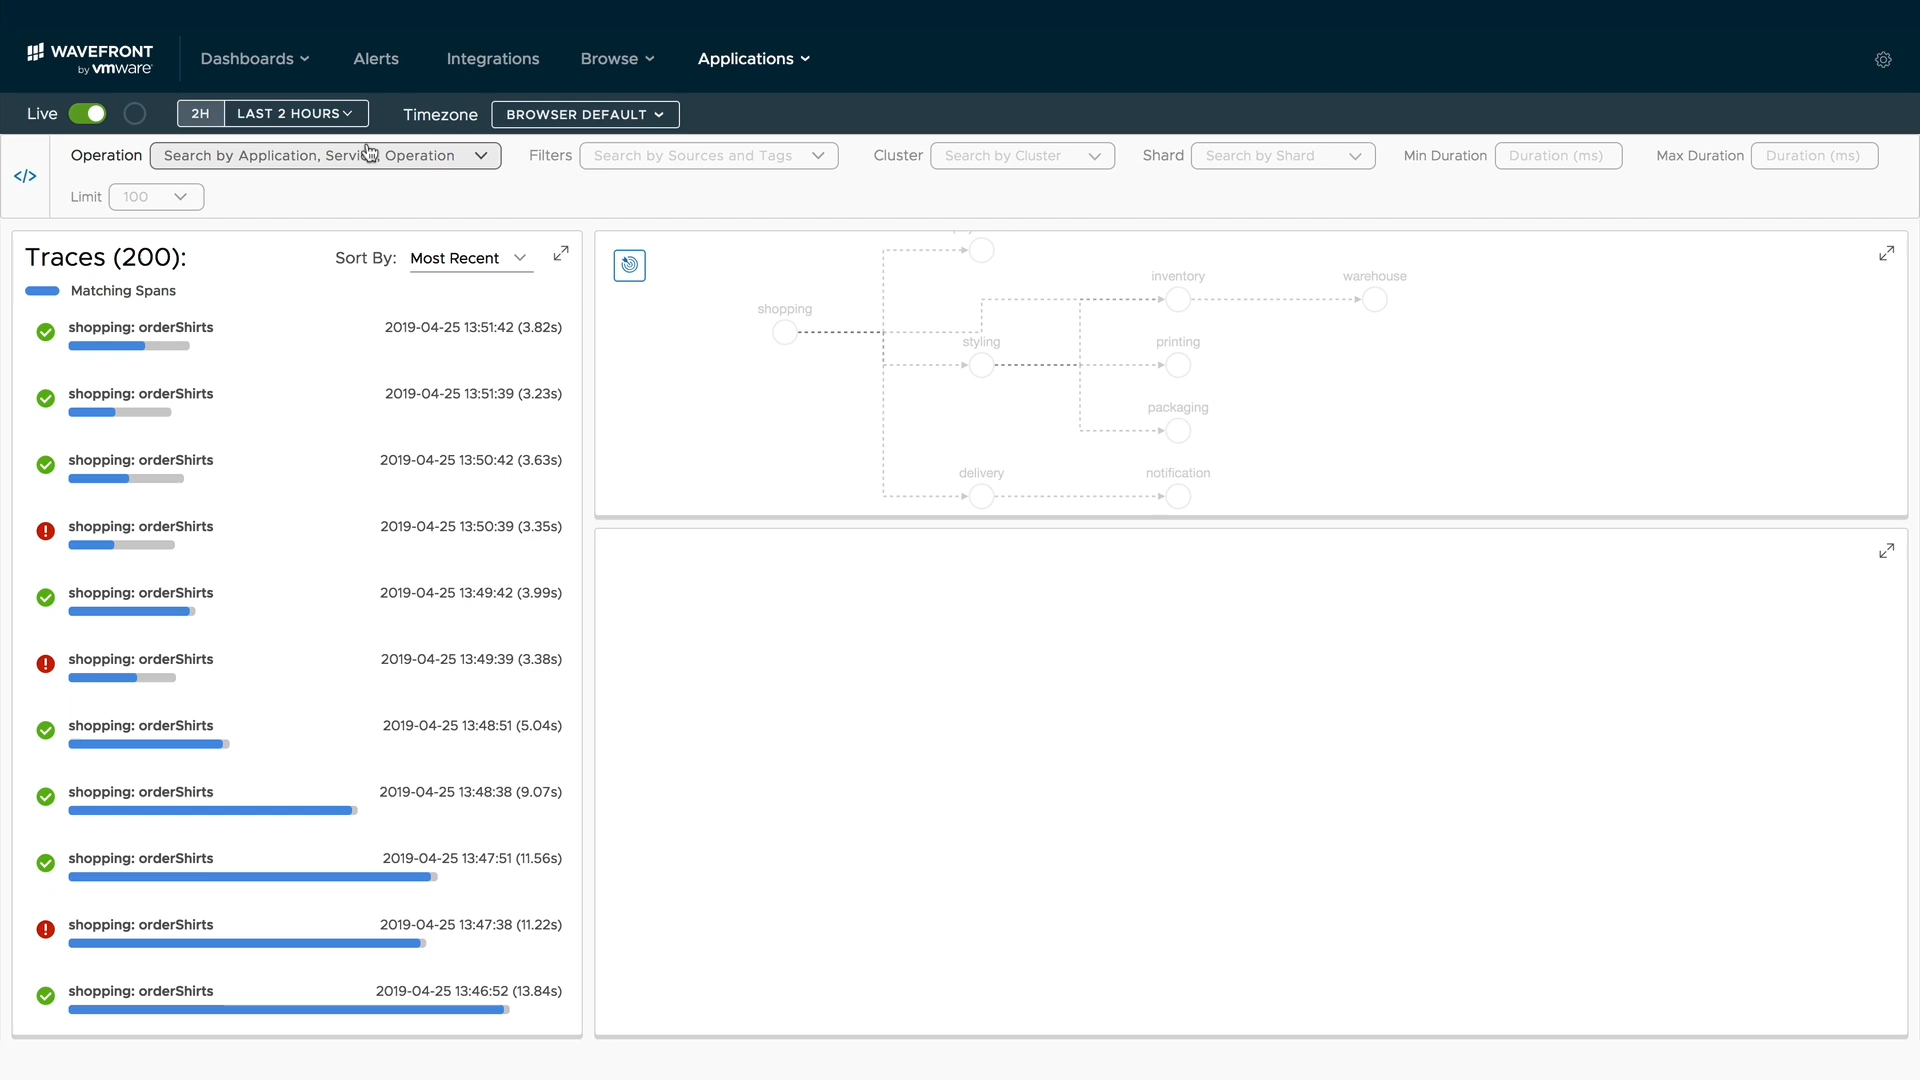 WAVEFRONT
by vmware
Dashboards
Alerts
Integrations
Browse
Applications
Live
2H
LAST 2 HOURS
Timezone
BROWSER DEFAULT
</>
Operation
Search by Application, Service, Operation
Filters
Search by Sources and Tags
Cluster
Search by Cluster
Shard
Search by Shard
Min Duration
Duration (ms)
Max Duration
Duration (ms)
Limit
100
Traces (200):
Sort By:
Most Recent
Matching Spans
shopping: orderShirts
2019-04-25 13:51:42 (3.82s)
shopping: orderShirts
2019-04-25 13:51:39 (3.23s)
shopping: orderShirts
2019-04-25 13:50:42 (3.63s)
shopping: orderShirts
2019-04-25 13:50:39 (3.35s)
shopping: orderShirts
2019-04-25 13:49:42 (3.99s)
shopping: orderShirts
2019-04-25 13:49:39 (3.38s)
shopping: orderShirts
2019-04-25 13:48:51 (5.04s)
shopping: orderShirts
2019-04-25 13:48:38 (9.07s)
shopping: orderShirts
2019-04-25 13:47:51 (11.56s)
shopping: orderShirts
2019-04-25 13:47:38 (11.22s)
shopping: orderShirts
2019-04-25 13:46:52 (13.84s)
shopping
inventory
warehouse
styling
printing
packaging
delivery
notification